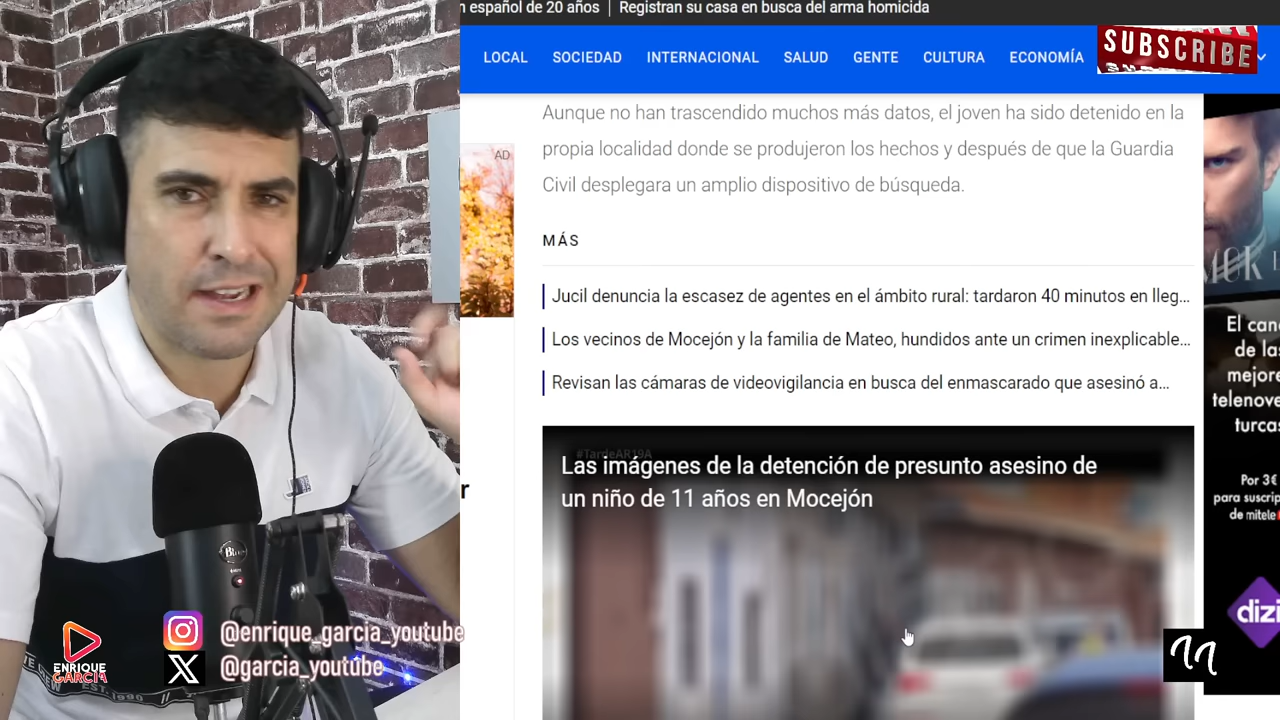 n español de 20 años | Registran su casa en busca del arma homicida
LOCAL SOCIEDAD INTERNACIONAL SALUD GENTE CULTURA ECONOMÍA
SUBSCRIBE
Aunque no han trascendido muchos más datos, el joven ha sido detenido en la
propia localidad donde se produjeron los hechos y después de que la Guardia
Civil desplegara un amplio dispositivo de búsqueda.
AD
MÁS
Jucil denuncia la escasez de agentes en el ámbito rural: tardaron 40 minutos en lleg...
Los vecinos de Mocejón y la familia de Mateo, hundidos ante un crimen inexplicable...
Revisan las cámaras de videovigilancia en busca del enmascarado que asesinó a...
#TardeAR19A
Las imágenes de la detención de presunto asesino de
un niño de 11 años en Mocejón
r
El cana
de las
mejore
telenove
turcas
Por 3€
para suscrip
de mitele
dizi
Blue
ENRIQUE
GARCIA
@enrique_garcia_youtube
@garcia_youtube
EST. 1990